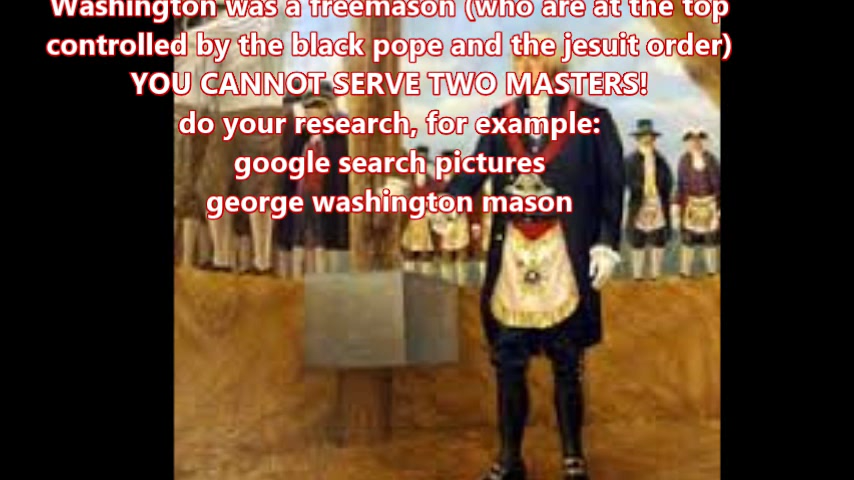 Washington was a freemason (who are at the top
controlled by the black pope and the jesuit order)
YOU CANNOT SERVE TWO MASTERS!
do your research, for example:
google search pictures
george washington mason